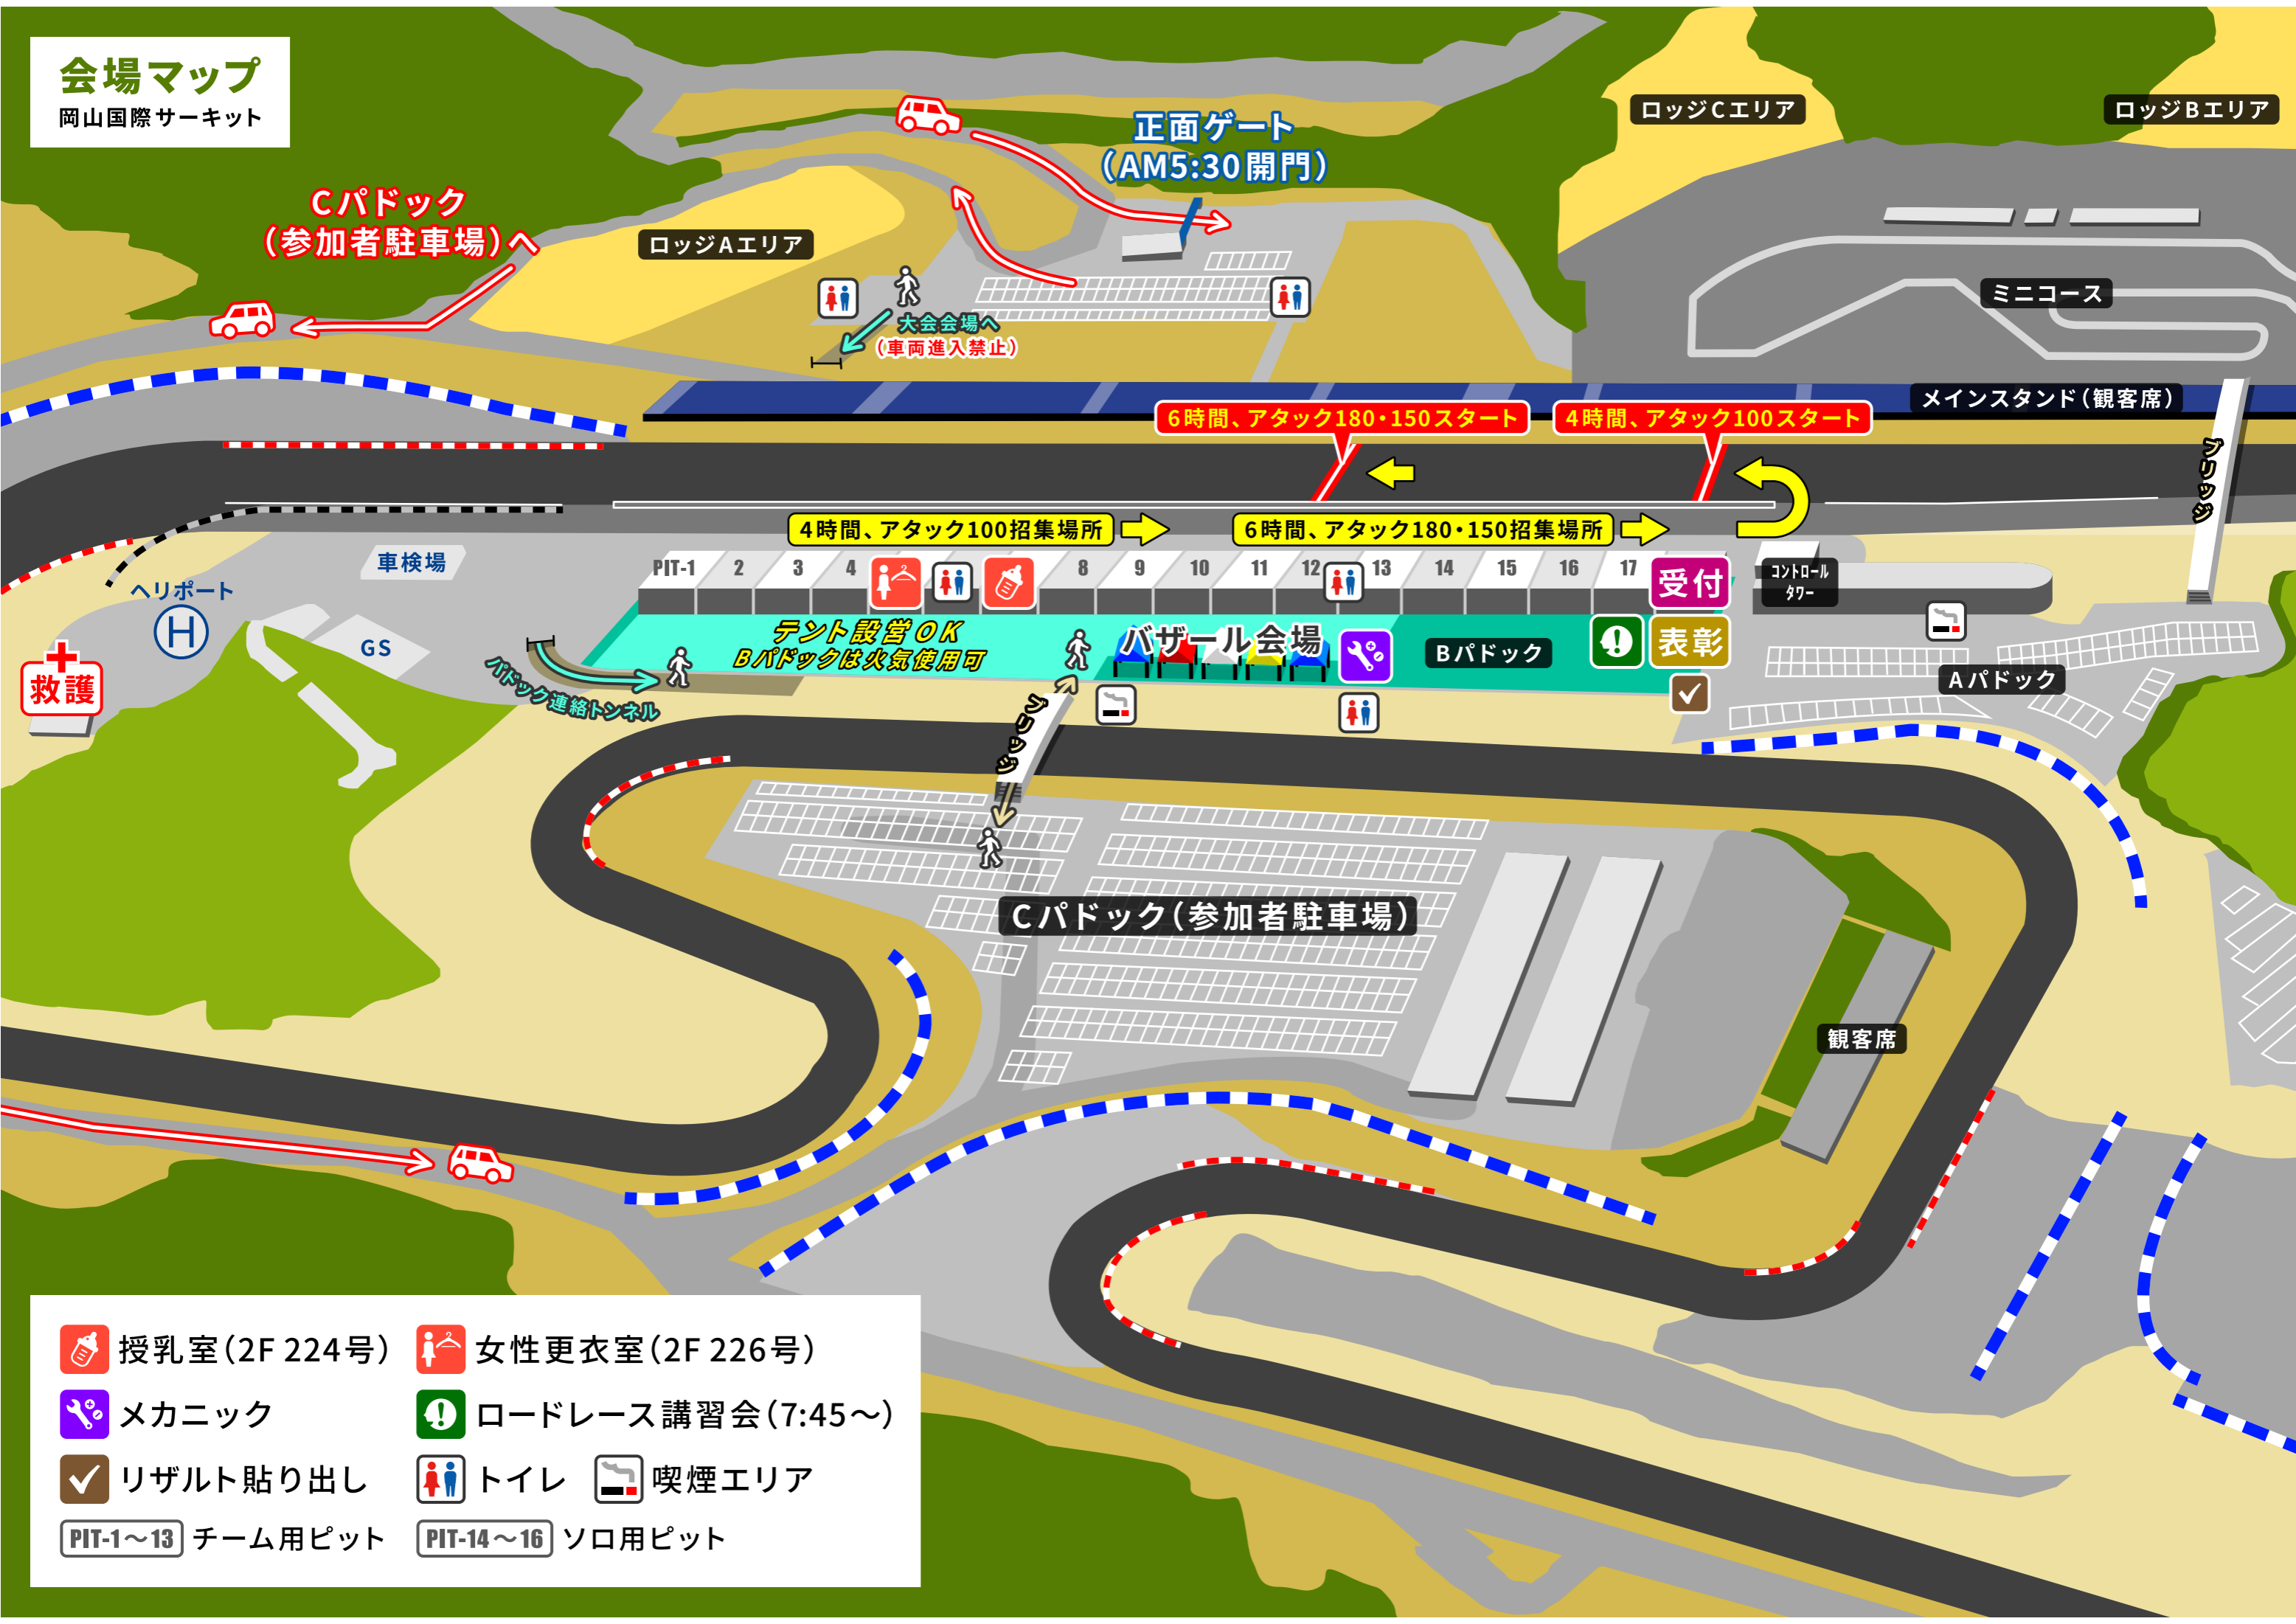 会場マップ
岡山国際サーキット
Cパドック
（参加者駐車場）へ
正面ゲート
（AM5:30開門）
ロッジCエリア
ロッジBエリア
ロッジAエリア
大会会場へ
（車両進入禁止）
ミニコース
メインスタンド（観客席）
6時間、アタック180・150スタート
4時間、アタック100スタート
ブリッジ
4時間、アタック100招集場所
6時間、アタック180・150招集場所
車検場
ヘリポート
H
GS
救護
PIT-1
2
3
4
8
9
10
11
12
13
14
15
16
17
受付
コントロール
タワー
テント設営OK
Bパドックは火気使用可
バザール会場
Bパドック
表彰
Aパドック
パドック連絡トンネル
ブリッジ
Cパドック（参加者駐車場）
観客席
授乳室（2F 224号）
女性更衣室（2F 226号）
メカニック
ロードレース講習会（7:45～）
リザルト貼り出し
トイレ
喫煙エリア
PIT-1～13 チーム用ピット
PIT-14～16 ソロ用ピット